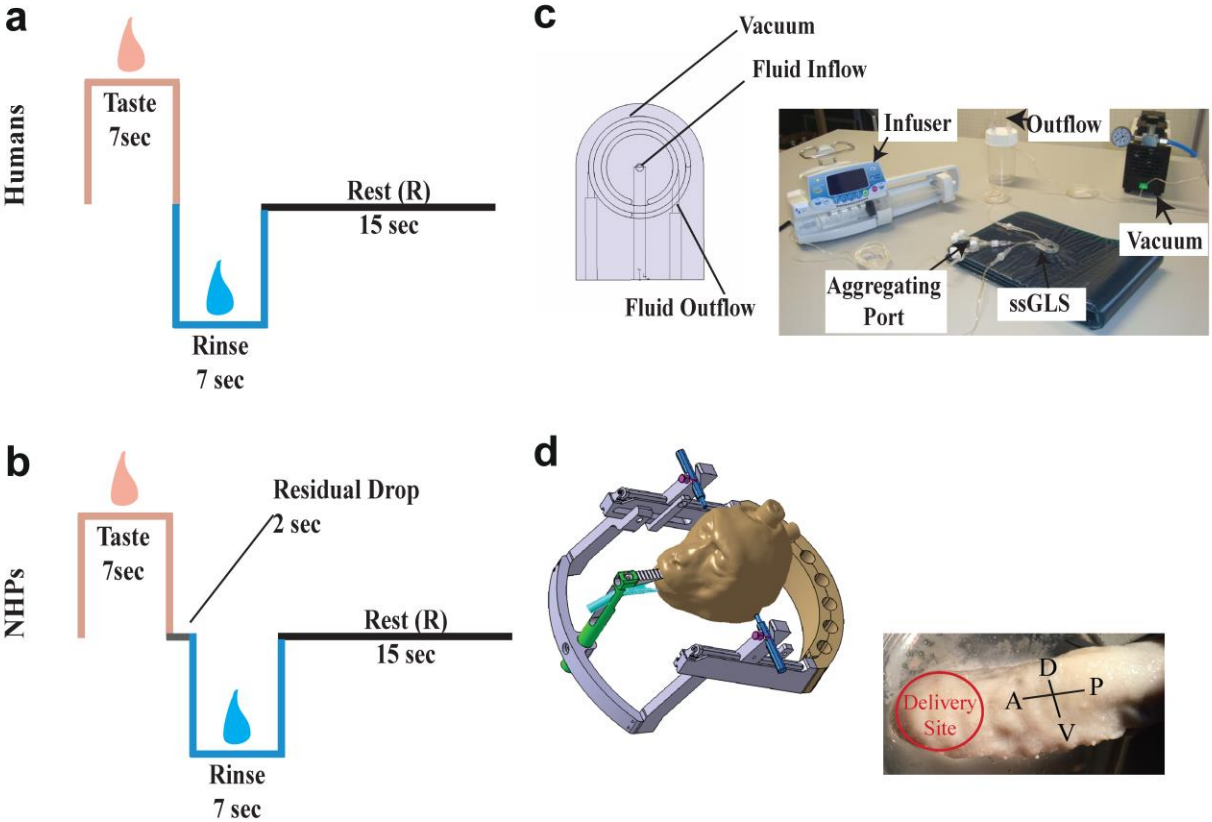 a
Humans
Taste
7sec
Rinse
7 sec
Rest (R)
15 sec
c
Vacuum
Fluid Inflow
Fluid Outflow
Infuser
Outflow
Vacuum
Aggregating
Port
ssGLS
b
NHPs
Taste
7sec
Residual Drop
2 sec
Rinse
7 sec
Rest (R)
15 sec
d
Delivery
Site
D
A
P
V